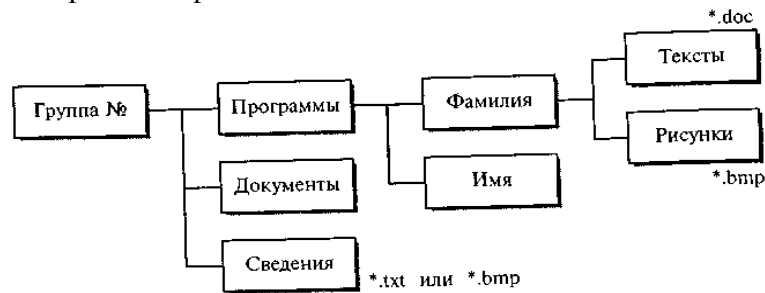 *.doc
Тексты
Группа №
Программы
Фамилия
Рисунки
*.bmp
Документы
Имя
Сведения
*.txt или *.bmp